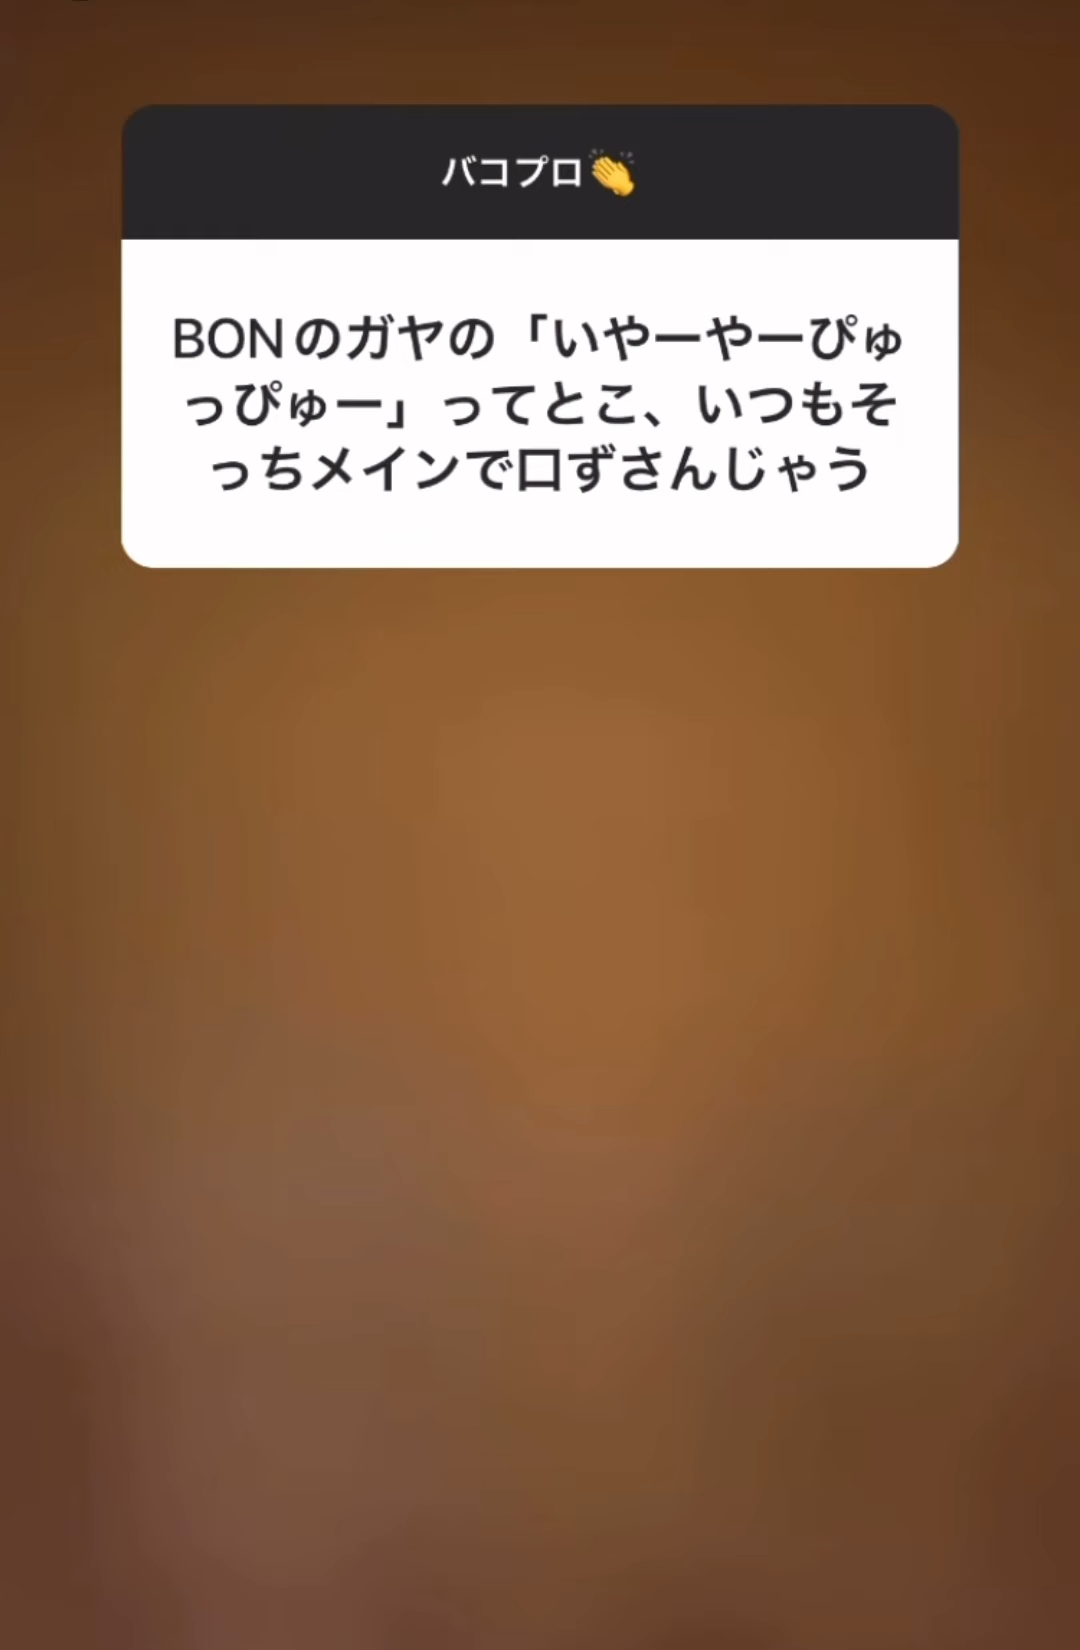 バコプロ👏
BONのガヤの「いやーやーぴゅ
っぴゅー」ってとこ、いつもそ
っちメインで口ずさんじゃう